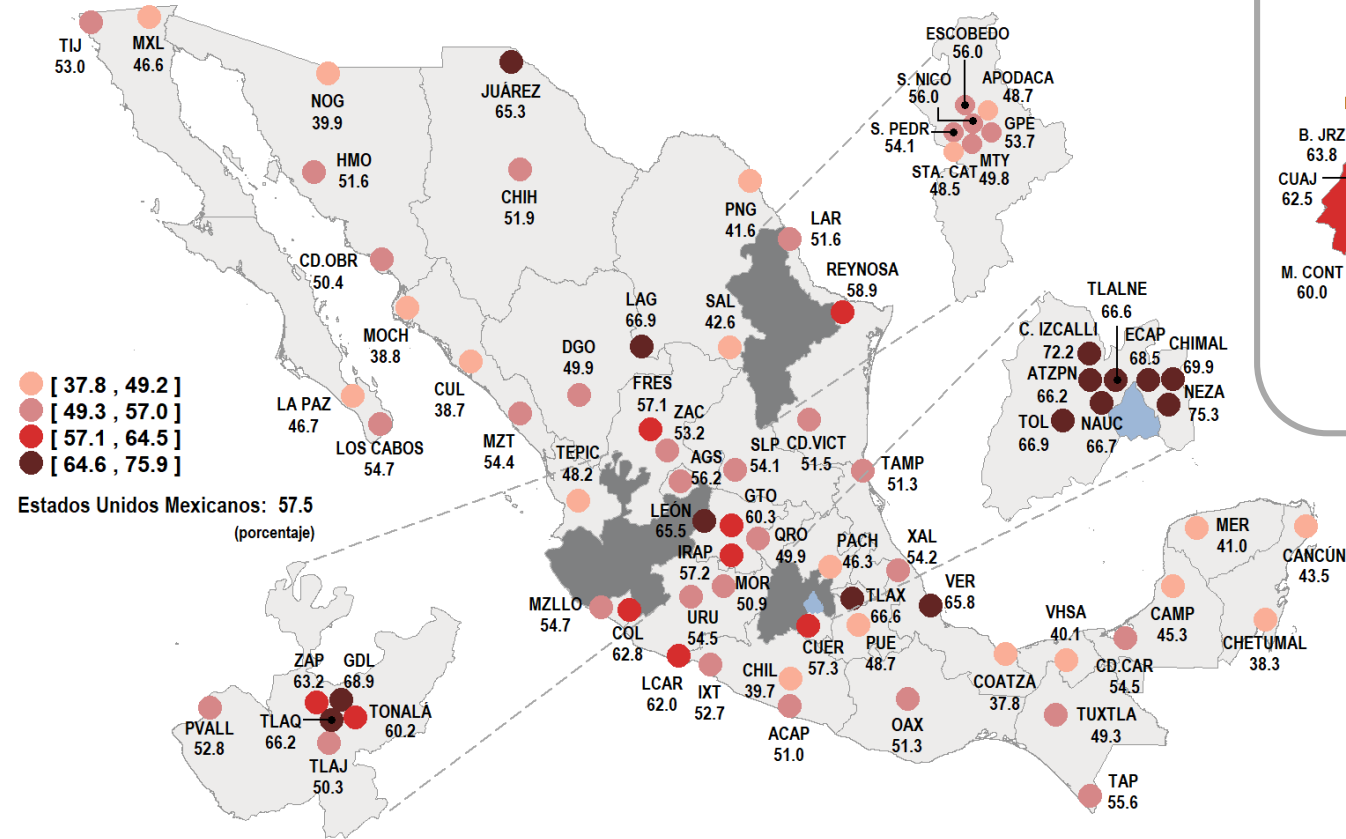 TIJ
53.0
MXL
46.6
NOG
39.9
HMO
51.6
JUÁREZ
65.3
CHIH
51.9
CD.OBR
50.4
MOCH
38.8
CUL
38.7
LA PAZ
46.7
LOS CABOS
54.7
MZT
54.4
DGO
49.9
LAG
66.9
SAL
42.6
PNG
41.6
LAR
51.6
REYNOSA
58.9
ESCOBEDO
56.0
S. NICO
56.0
APODACA
48.7
S. PEDR
54.1
GPE
53.7
STA. CAT
48.5
MTY
49.8
B. JRZ
63.8
CUAJ
62.5
M. CONT
60.0
TLALNE
66.6
C. IZCALLI
72.2
ECAP
68.5
CHIMAL
69.9
ATZPN
66.2
NEZA
75.3
TOL
66.9
NAUC
66.7
[ 37.8 , 49.2 ]
[ 49.3 , 57.0 ]
[ 57.1 , 64.5 ]
[ 64.6 , 75.9 ]
Estados Unidos Mexicanos: 57.5
(porcentaje)
FRES
57.1
ZAC
53.2
TEPIC
48.2
AGS
56.2
SLP
54.1
CD.VICT
51.5
TAMP
51.3
LEÓN
65.5
GTO
60.3
QRO
49.9
IRAP
57.2
PACH
46.3
XAL
54.2
MOR
50.9
TLAX
66.6
VER
65.8
MZLLO
54.7
COL
62.8
URU
54.5
CUER
57.3
PUE
48.7
LCAR
62.0
IXT
52.7
CHIL
39.7
ACAP
51.0
OAX
51.3
COATZA
37.8
VHSA
40.1
CD.CAR
54.5
CAMP
45.3
MER
41.0
CANCÚN
43.5
CHETUMAL
38.3
TUXTLA
49.3
TAP
55.6
ZAP
63.2
GDL
68.9
TONALÁ
60.2
TLAQ
66.2
TLAJ
50.3
PVALL
52.8